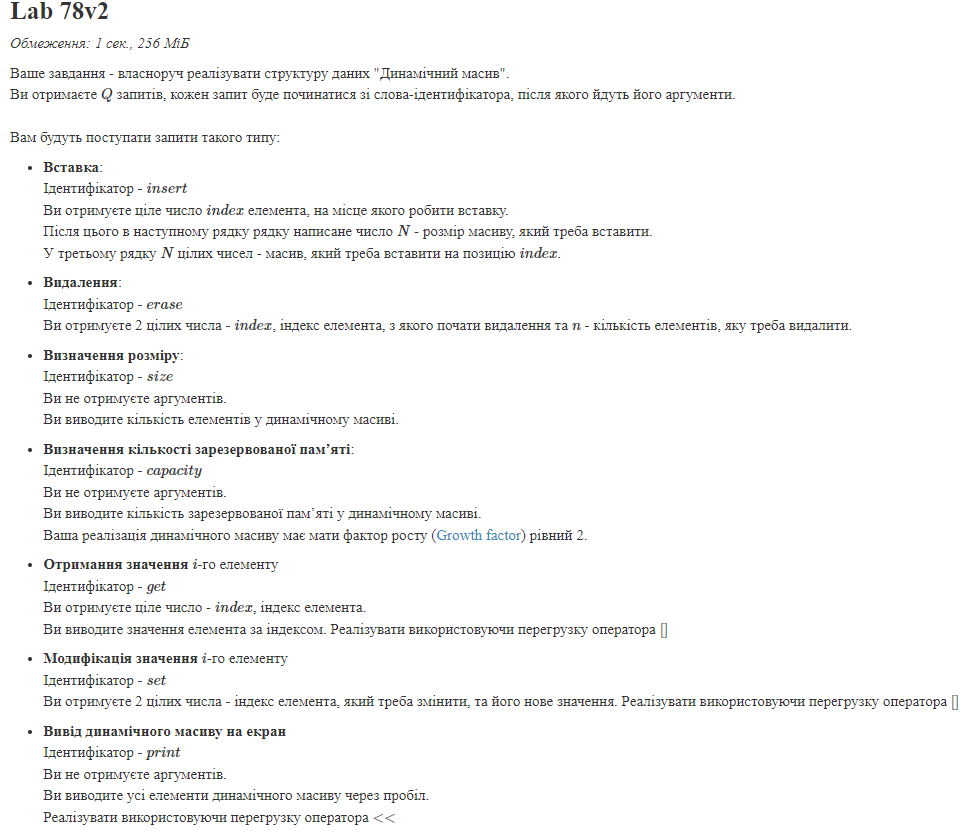 Lab 78v2
Обмеження: 1 сек., 256 МіБ
Ваше завдання - власноруч реалізувати структуру даних "Динамічний масив".
Ви отримаєте Q запитів, кожен запит буде починатися зі слова-ідентифікатора, після якого йдуть його аргументи.
Вам будуть поступати запити такого типу:
• Вставка:
Ідентифікатор - insert
Ви отримуєте ціле число index елемента, на місце якого робити вставку.
Після цього в наступному рядку рядку написане число N - розмір масиву, який треба вставити.
У третьому рядку N цілих чисел - масив, який треба вставити на позицію index.
• Видалення:
Ідентифікатор - erase
Ви отримуєте 2 цілих числа - index, індекс елемента, з якого почати видалення та n - кількість елементів, яку треба видалити.
• Визначення розміру:
Ідентифікатор - size
Ви не отримуєте аргументів.
Ви виводите кількість елементів у динамічному масиві.
• Визначення кількості зарезервованої пам’яті:
Ідентифікатор - capacity
Ви не отримуєте аргументів.
Ви виводите кількість зарезервованої пам’яті у динамічному масиві.
Ваша реалізація динамічного масиву має мати фактор росту (Growth factor) рівний 2.
• Отримання значення i-го елементу
Ідентифікатор - get
Ви отримуєте ціле число - index, індекс елемента.
Ви виводите значення елемента за індексом. Реалізувати використовуючи перегрузку оператора []
• Модифікація значення i-го елементу
Ідентифікатор - set
Ви отримуєте 2 цілих числа - індекс елемента, який треба змінити, та його нове значення. Реалізувати використовуючи перегрузку оператора []
• Вивід динамічного масиву на екран
Ідентифікатор - print
Ви не отримуєте аргументів.
Ви виводите усі елементи динамічного масиву через пробіл.
Реалізувати використовуючи перегрузку оператора <<